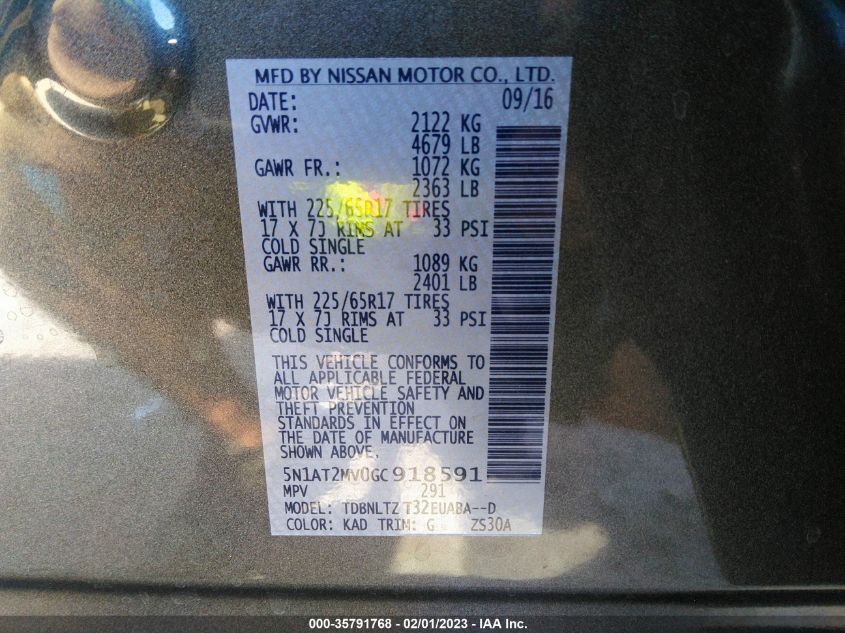 MFD BY NISSAN MOTOR CO., LTD.
DATE: 09/16
GVWR: 2122 KG
4679 LB
GAWR FR.: 1072 KG
2363 LB
WITH 225/65R17 TIRES
17 X 7J RIMS AT 33 PSI
COLD SINGLE
GAWR RR.: 1089 KG
2401 LB
WITH 225/65R17 TIRES
17 X 7J RIMS AT 33 PSI
COLD SINGLE
THIS VEHICLE CONFORMS TO
ALL APPLICABLE FEDERAL
MOTOR VEHICLE SAFETY AND
THEFT PREVENTION
STANDARDS IN EFFECT ON
THE DATE OF MANUFACTURE
SHOWN ABOVE.
5N1AT2MV0GC918591
MPV 291
MODEL: TDBNLTZ T32EUABA--D
COLOR: KAD TRIM: G ZS30A
000-35791768 - 02/01/2023 - IAA Inc.